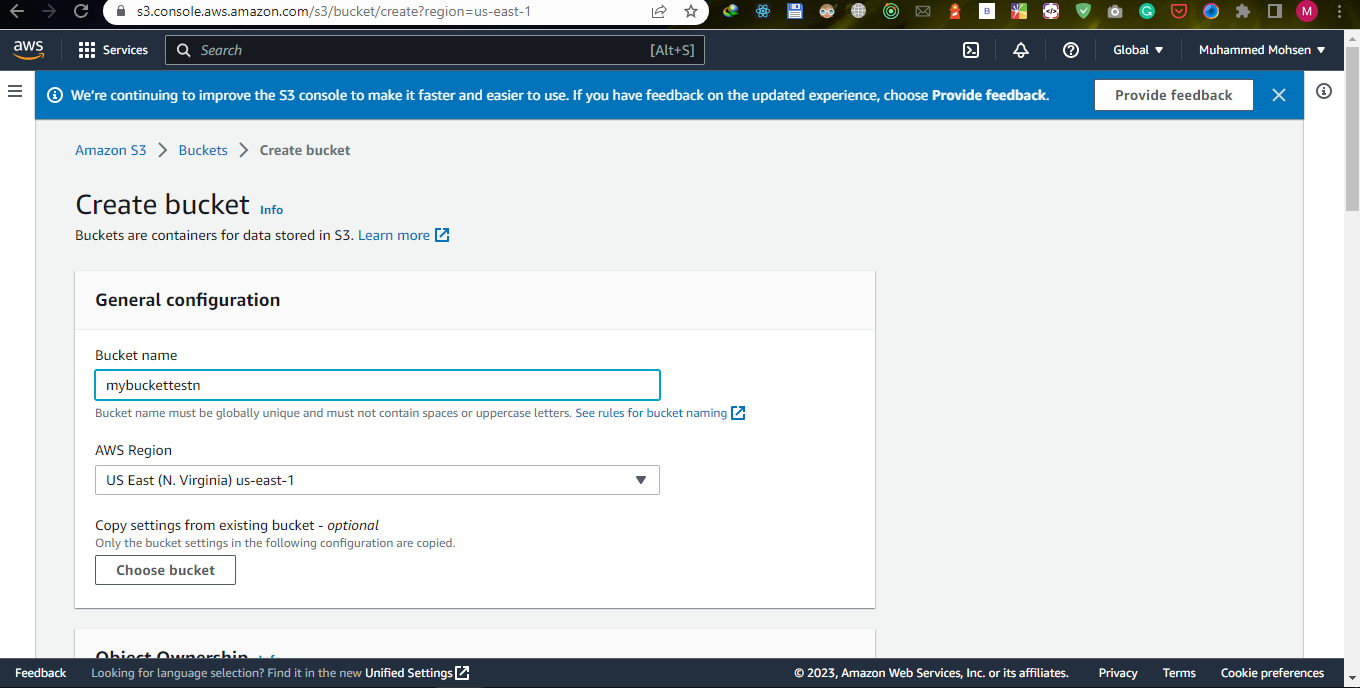 s3.console.aws.amazon.com/s3/bucket/create?region=us-east-1
aws Services Search [Alt+S] Global Muhammed Mohsen
We're continuing to improve the S3 console to make it faster and easier to use. If you have feedback on the updated experience, choose Provide feedback. Provide feedback
Amazon S3 > Buckets > Create bucket
Create bucket Info
Buckets are containers for data stored in S3. Learn more
General configuration
Bucket name
mybuckettestn
Bucket name must be globally unique and must not contain spaces or uppercase letters. See rules for bucket naming
AWS Region
US East (N. Virginia) us-east-1
Copy settings from existing bucket - optional
Only the bucket settings in the following configuration are copied.
Choose bucket
Object Ownership Info
Feedback Looking for language selection? Find it in the new Unified Settings © 2023, Amazon Web Services, Inc. or its affiliates. Privacy Terms Cookie preferences